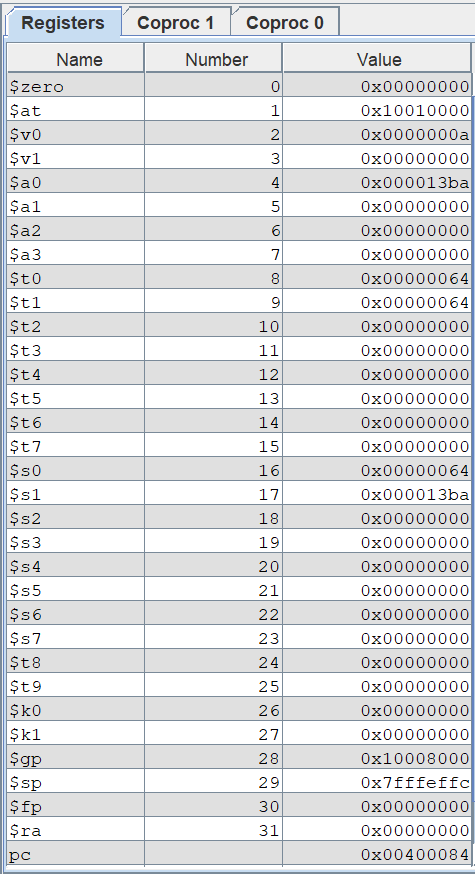 Registers Coproc 1 Coproc 0
Name Number Value
$zero 0 0x00000000
$at 1 0x10010000
$v0 2 0x0000000a
$v1 3 0x00000000
$a0 4 0x000013ba
$a1 5 0x00000000
$a2 6 0x00000000
$a3 7 0x00000000
$t0 8 0x00000064
$t1 9 0x00000064
$t2 10 0x00000000
$t3 11 0x00000000
$t4 12 0x00000000
$t5 13 0x00000000
$t6 14 0x00000000
$t7 15 0x00000000
$s0 16 0x00000064
$s1 17 0x000013ba
$s2 18 0x00000000
$s3 19 0x00000000
$s4 20 0x00000000
$s5 21 0x00000000
$s6 22 0x00000000
$s7 23 0x00000000
$t8 24 0x00000000
$t9 25 0x00000000
$k0 26 0x00000000
$k1 27 0x00000000
$gp 28 0x10008000
$sp 29 0x7fffeffc
$fp 30 0x00000000
$ra 31 0x00000000
pc 0x00400084